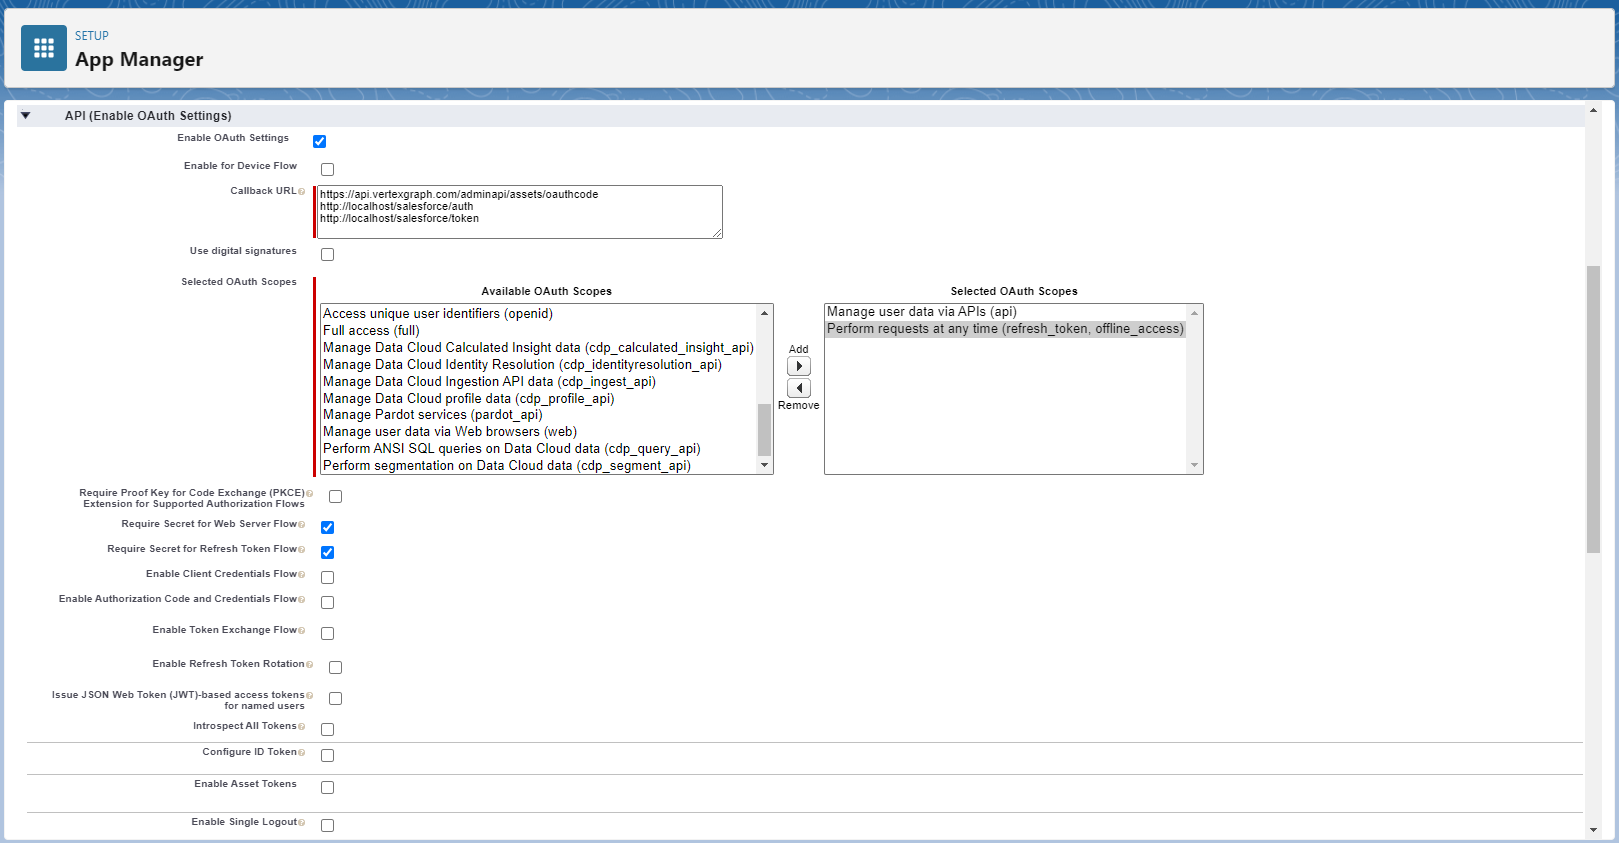 SETUP
App Manager
API (Enable OAuth Settings)
Enable OAuth Settings
Enable for Device Flow
Callback URL
https://api.vertexgraph.com/adminapi/assets/oauthcode
http://localhost/salesforce/auth
http://localhost/salesforce/token
Use digital signatures
Selected OAuth Scopes
Available OAuth Scopes
Access unique user identifiers (openid)
Full access (full)
Manage Data Cloud Calculated Insight data (cdp_calculated_insight_api)
Manage Data Cloud Identity Resolution (cdp_identityresolution_api)
Manage Data Cloud Ingestion API data (cdp_ingest_api)
Manage Data Cloud profile data (cdp_profile_api)
Manage Pardot services (pardot_api)
Manage user data via Web browsers (web)
Perform ANSI SQL queries on Data Cloud data (cdp_query_api)
Perform segmentation on Data Cloud data (cdp_segment_api)
Add
Remove
Selected OAuth Scopes
Manage user data via APIs (api)
Perform requests at any time (refresh_token, offline_access)
Require Proof Key for Code Exchange (PKCE)
Extension for Supported Authorization Flows
Require Secret for Web Server Flow
Require Secret for Refresh Token Flow
Enable Client Credentials Flow
Enable Authorization Code and Credentials Flow
Enable Token Exchange Flow
Enable Refresh Token Rotation
Issue JSON Web Token (JWT)-based access tokens
for named users
Introspect All Tokens
Configure ID Token
Enable Asset Tokens
Enable Single Logout